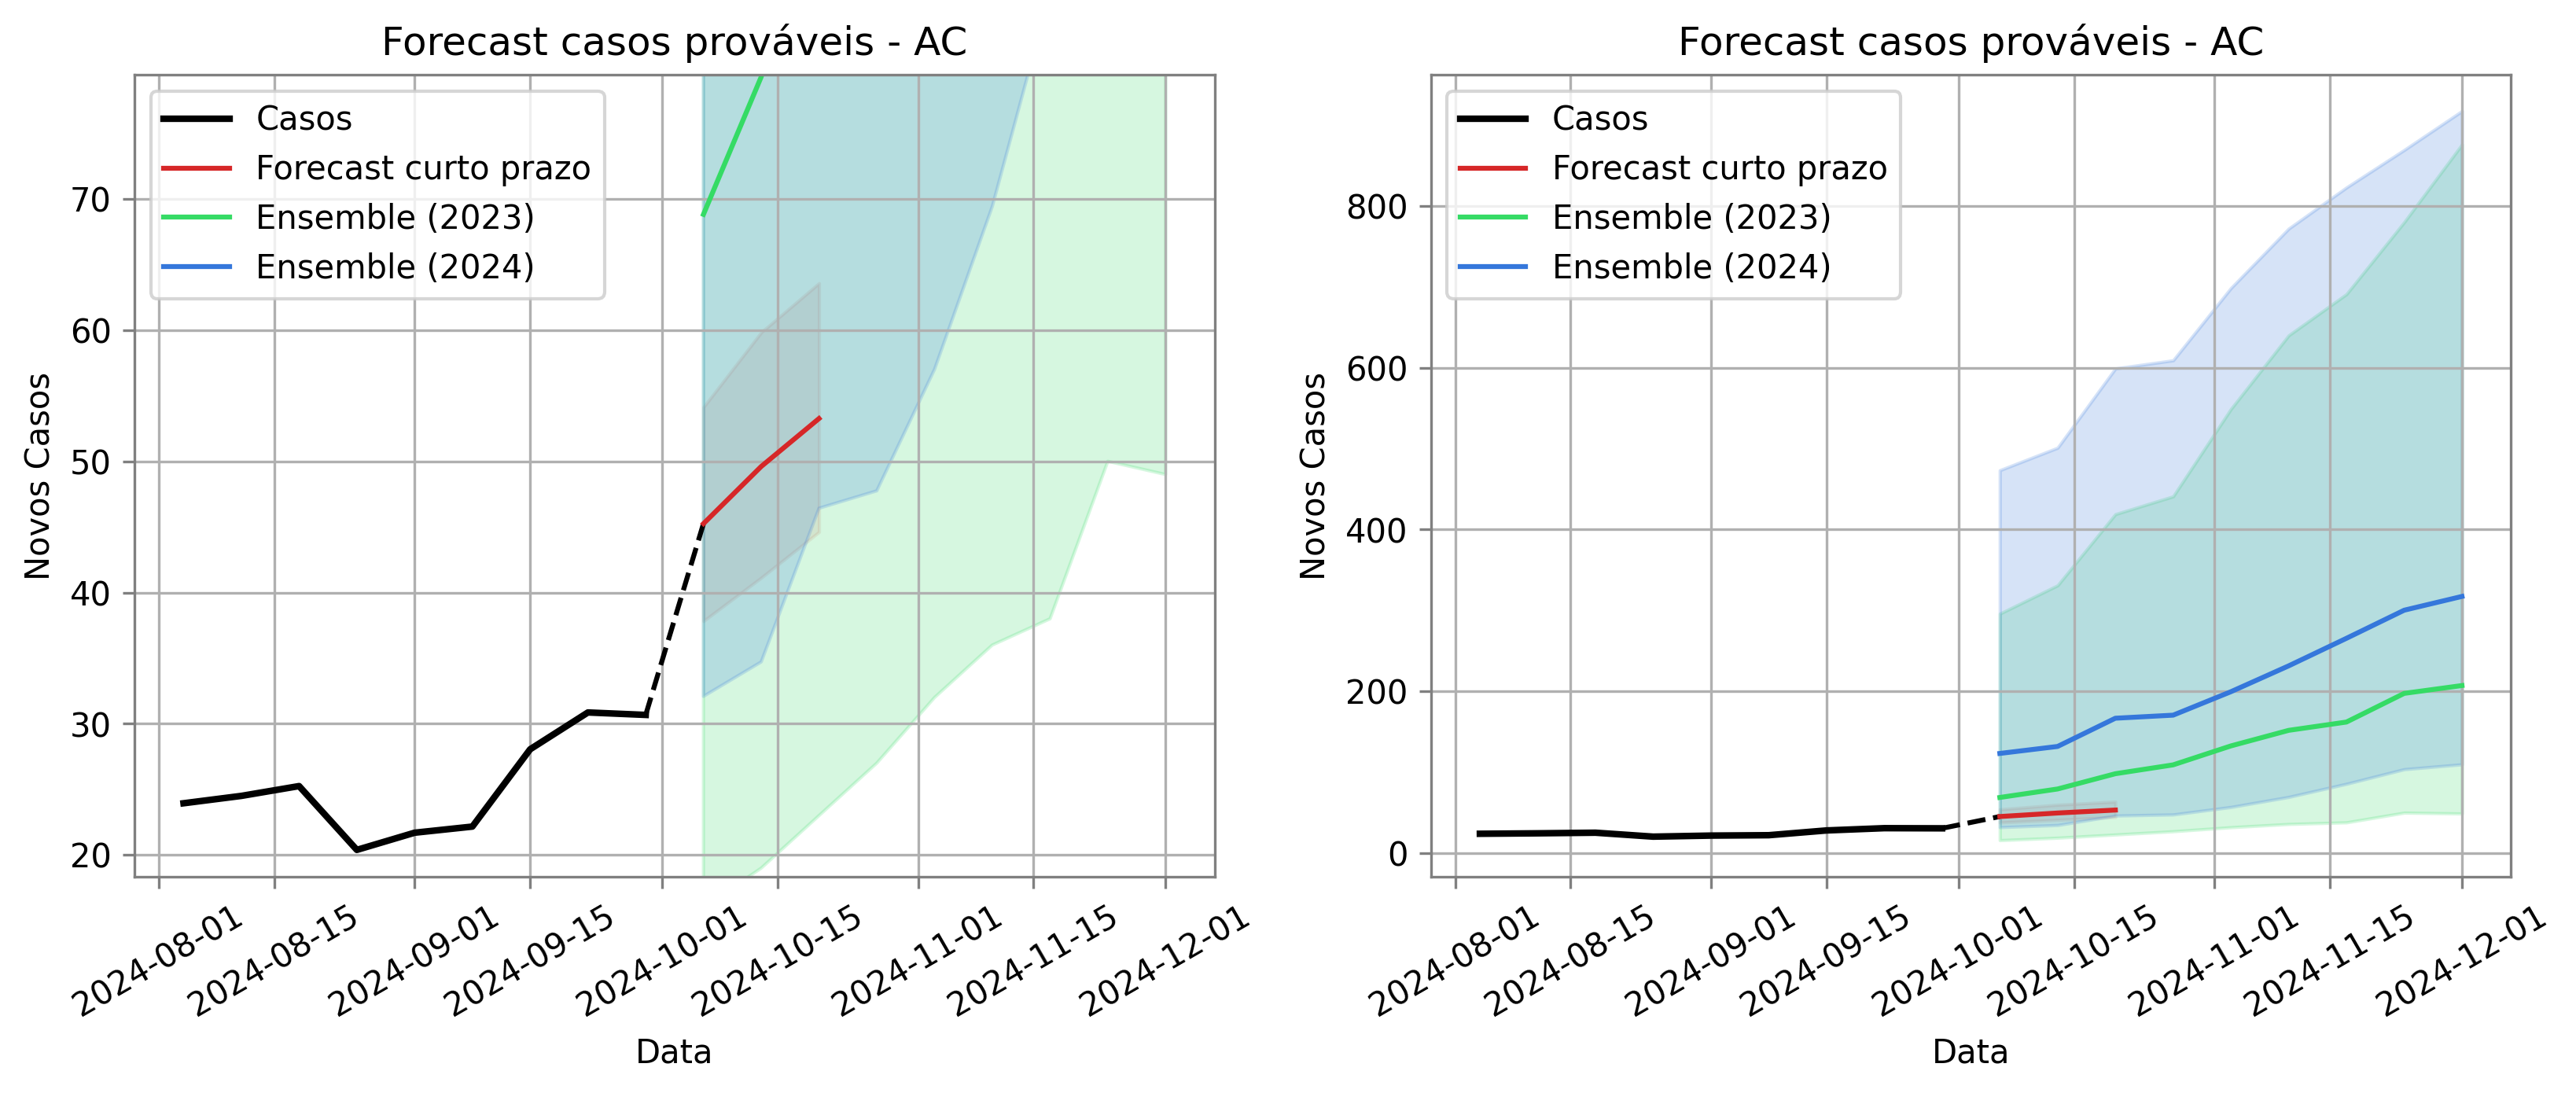 Forecast casos prováveis - AC
Casos
Forecast curto prazo
Ensemble (2023)
Ensemble (2024)
70
60
50
40
30
20
Novos Casos
2024-08-01
2024-08-15
2024-09-01
2024-09-15
2024-10-01
2024-10-15
2024-11-01
2024-11-15
2024-12-01
Data
Forecast casos prováveis - AC
Casos
Forecast curto prazo
Ensemble (2023)
Ensemble (2024)
800
600
400
200
0
Novos Casos
2024-08-01
2024-08-15
2024-09-01
2024-09-15
2024-10-01
2024-10-15
2024-11-01
2024-11-15
2024-12-01
Data